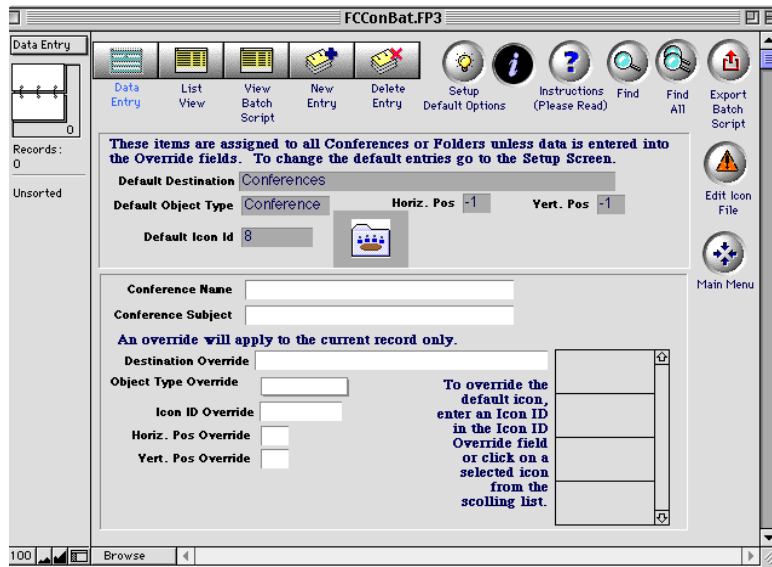 FCConBat.FP3
Data Entry
0
Records:
0
Unsorted
Data
Entry
List
View
View
Batch
Script
New
Entry
Delete
Entry
Setup
Default Options
Instructions
(Please Read)
Find
Find
All
Export
Batch
Script
Edit Icon
File
Main Menu
These items are assigned to all Conferences or Folders unless data is entered into
the Override fields. To change the default entries go to the Setup Screen.
Default Destination Conferences
Default Object Type Conference Horiz. Pos -1 Vert. Pos -1
Default Icon Id 8
Conference Name
Conference Subject
An override will apply to the current record only.
Destination Override
Object Type Override
Icon ID Override
Horiz. Pos Override
Vert. Pos Override
To override the
default icon,
enter an Icon ID
in the Icon ID
Override field
or click on a
selected icon
from the
scolling list.
100 Browse